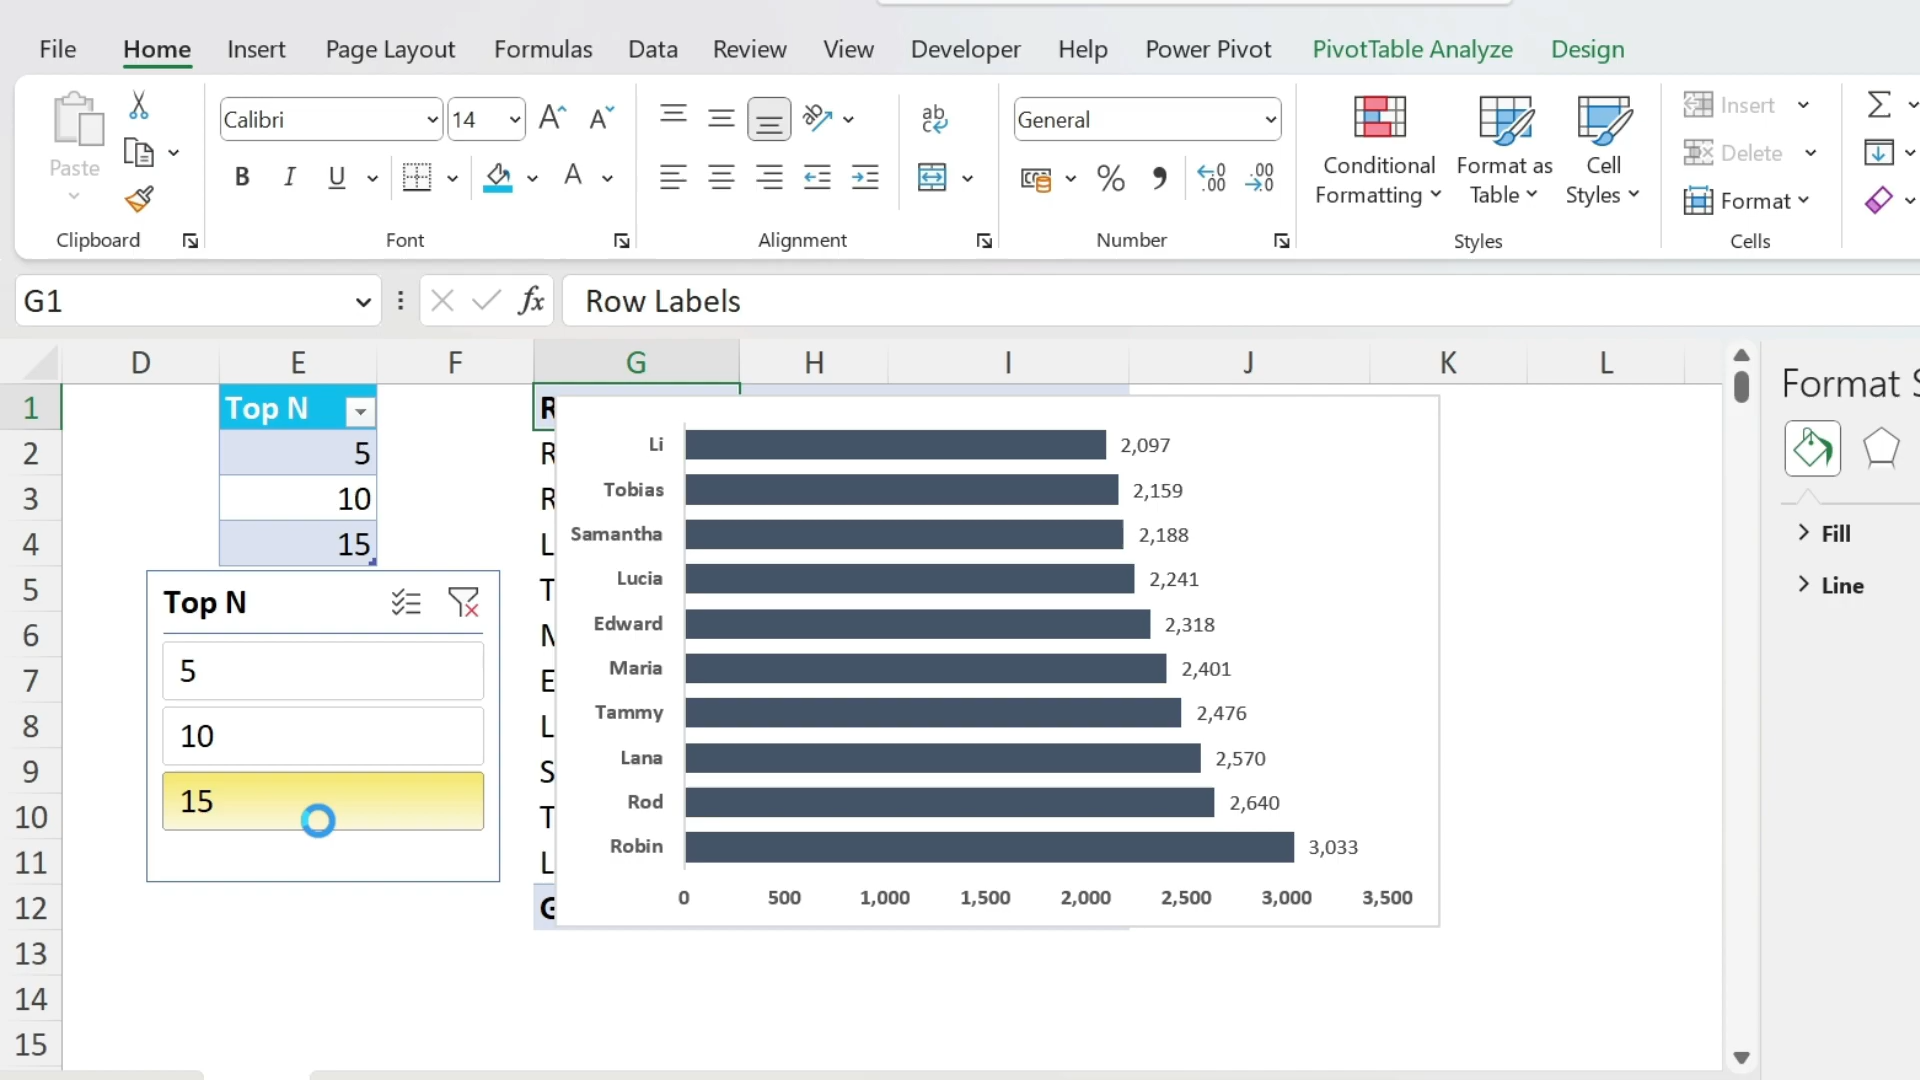 File Home Insert Page Layout Formulas Data Review View Developer Help Power Pivot PivotTable Analyze Design
Calibri 14 General
Paste
B I U A % Conditional Formatting Format as Table Cell Styles
Insert
Delete
Format
Clipboard Font Alignment Number Styles Cells
G1 fx Row Labels
D E F G H I J K L
Format
1 Top N R
2 5 R
3 10 R
4 15 L
5 T
6
7 E
8 L
9 S
10 T
11 L
12 G
13
14
15
Top N
5
10
15
Li 2,097
Tobias 2,159
Samantha 2,188
Lucia 2,241
Edward 2,318
Maria 2,401
Tammy 2,476
Lana 2,570
Rod 2,640
Robin 3,033
0 500 1,000 1,500 2,000 2,500 3,000 3,500
Fill
Line